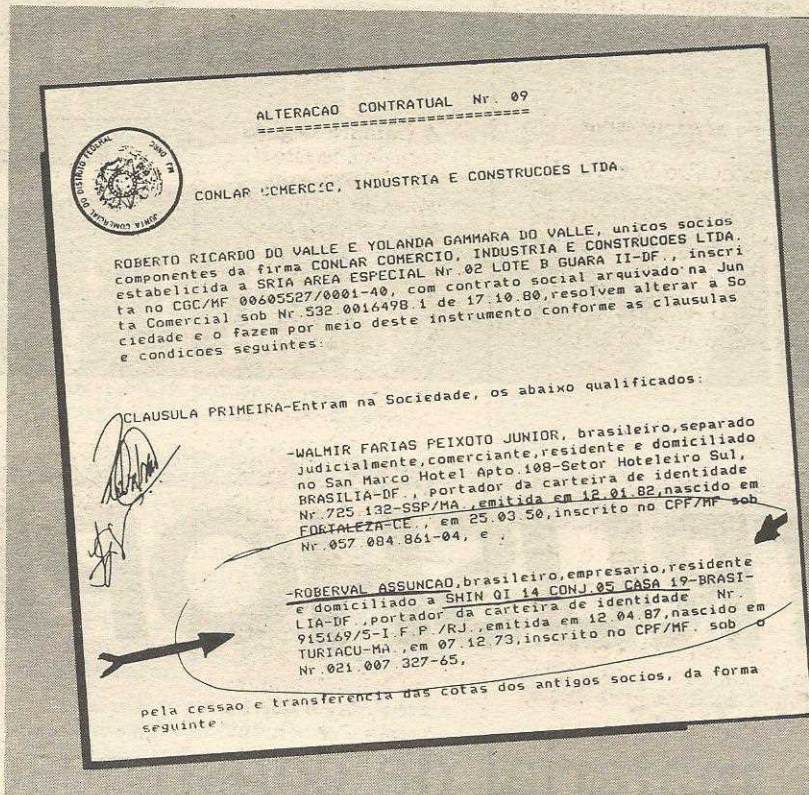 ALTERACAO CONTRATUAL Nr. 09
JUNTA COMERCIAL DO DISTRITO FEDERAL
CONLAR COMERCIO, INDUSTRIA E CONSTRUCOES LTDA.
ROBERTO RICARDO DO VALLE E YOLANDA GAMMARA DO VALLE, unicos socios
componentes da firma CONLAR COMERCIO, INDUSTRIA E CONSTRUCOES LTDA.
estabelicida a SRIA AREA ESPECIAL Nr.02 LOTE B GUARA II-DF., inscri
ta no CGC/MF 00605527/0001-40, com contrato social arquivado na Jun
ta Comercial sob Nr.532.0016498.1 de 17.10.80,resolvem alterar a So
ciedade e o fazem por meio deste instrumento conforme as clausulas
e condicoes seguintes:
CLAUSULA PRIMEIRA-Entram na Sociedade, os abaixo qualificados:
-WALMIR FARIAS PEIXOTO JUNIOR, brasileiro,separado
judicialmente,comerciante,residente e domiciliado
no San Marco Hotel Apto.108-Setor Hoteleiro Sul,
BRASILIA-DF., portador da carteira de identidade
Nr.725.132-SSP/MA.,emitida em 12.01.82,nascido em
FORTALEZA-CE., em 25.03.50,inscrito no CPF/MF sob
Nr.057.084.861-04, e .
-ROBERVAL ASSUNCAO,brasileiro,empresario,residente
e domiciliado a SHIN QI 14 CONJ.05 CASA 19-BRASI-
LIA-DF.,portador da carteira de identidade Nr.
915169/5-I.F.P./RJ.,emitida em 12.04.87,nascido em
TURIACU-MA.,em 07.12.73,inscrito no CPF/MF. sob o
Nr.021.007.327-65,
pela cessao e transferencia das cotas dos antigos socios, da forma
seguinte